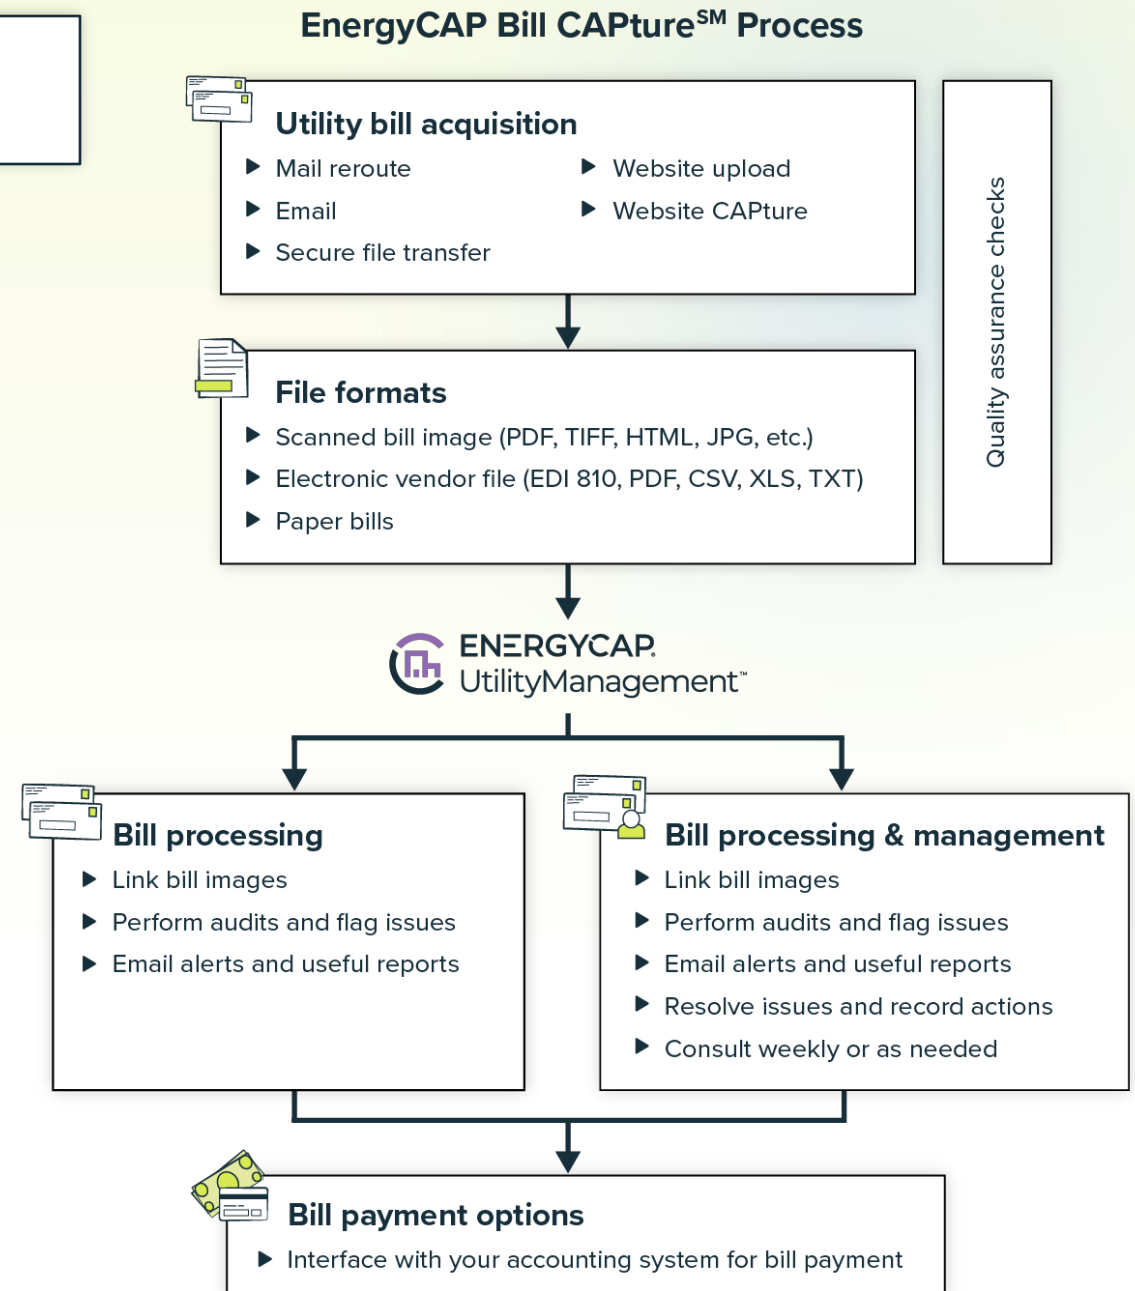 EnergyCAP Bill CAPture℠ Process
Utility bill acquisition
Mail reroute
Email
Secure file transfer
Website upload
Website CAPture
Quality assurance checks
File formats
Scanned bill image (PDF, TIFF, HTML, JPG, etc.)
Electronic vendor file (EDI 810, PDF, CSV, XLS, TXT)
Paper bills
ENERGYCAP.
UtilityManagement™
Bill processing
Link bill images
Perform audits and flag issues
Email alerts and useful reports
Bill processing & management
Link bill images
Perform audits and flag issues
Email alerts and useful reports
Resolve issues and record actions
Consult weekly or as needed
Bill payment options
Interface with your accounting system for bill payment